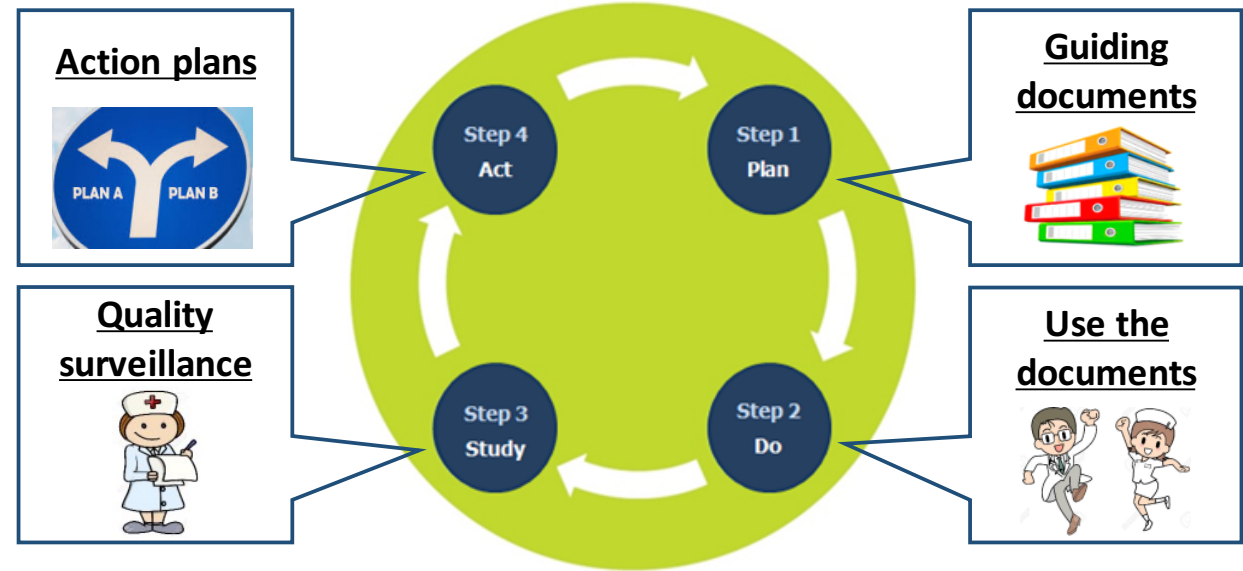 Action plans
PLAN A
PLAN B
Step 4
Act
Step 1
Plan
Guiding
documents
Quality
surveillance
Step 3
Study
Step 2
Do
Use the
documents